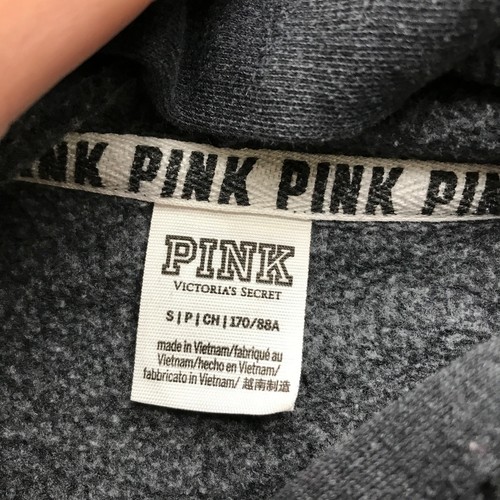 NK PINK PINK PIN
PINK
VICTORIA'S SECRET
S | P | CH | 170/88A
made in Vietnam/fabriqué au
Vietnam/hecho en Vietnam/
fabbricato in Vietnam/ 越南制造